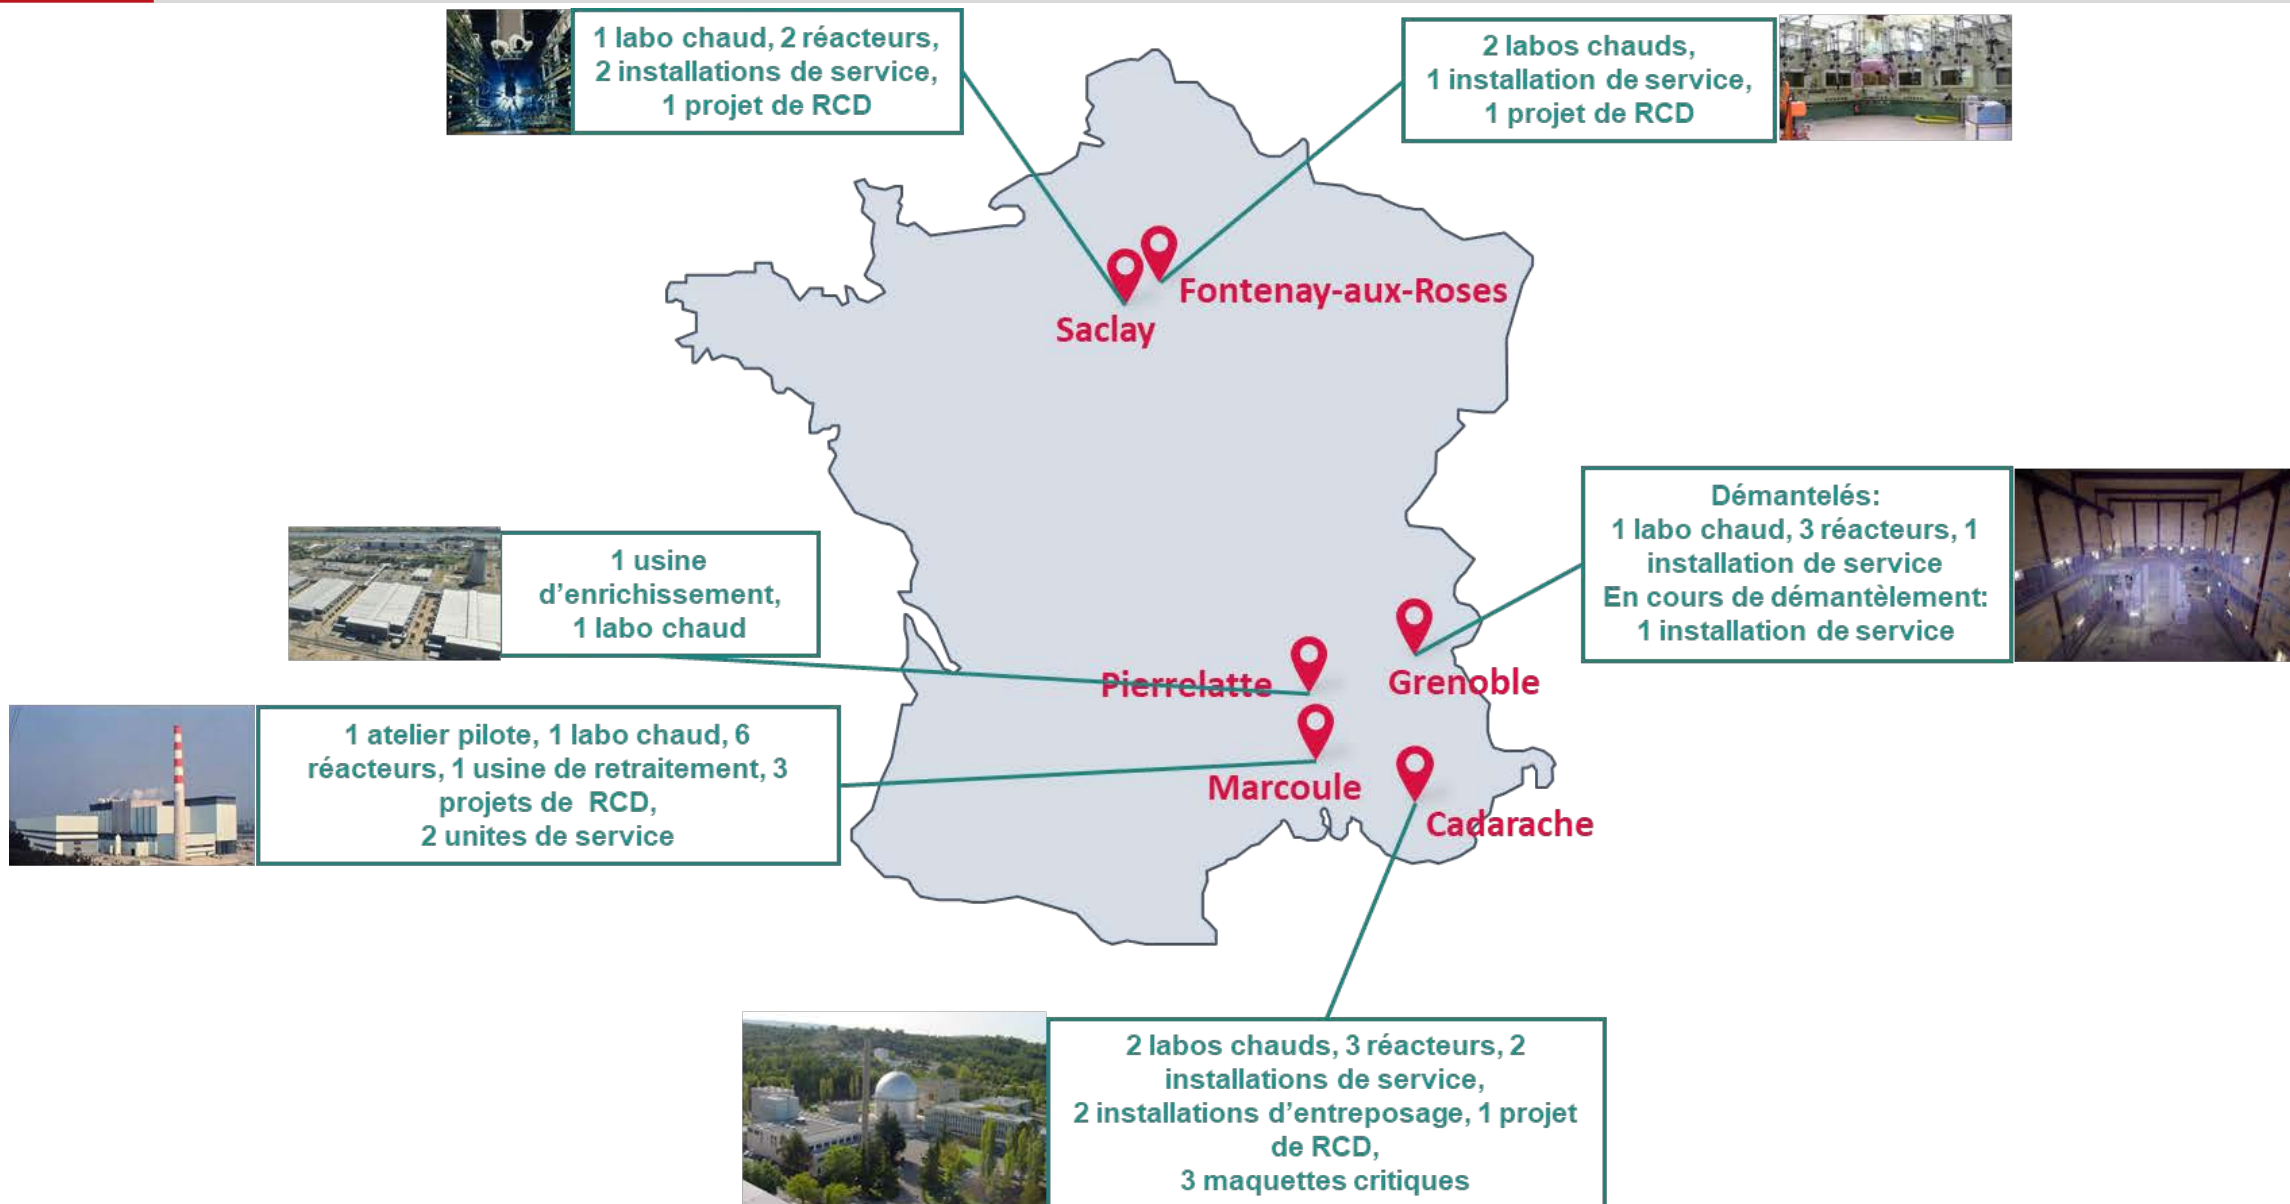 1 labo chaud, 2 réacteurs,
2 installations de service,
1 projet de RCD
2 labos chauds,
1 installation de service,
1 projet de RCD
Fontenay-aux-Roses
Saclay
Démantelés:
1 labo chaud, 3 réacteurs, 1
installation de service
En cours de démantèlement:
1 installation de service
1 usine
d’enrichissement,
1 labo chaud
Pierrelatte
Grenoble
1 atelier pilote, 1 labo chaud, 6
réacteurs, 1 usine de retraitement, 3
projets de  RCD,
2 unites de service
Marcoule
Cadarache
2 labos chauds, 3 réacteurs, 2
installations de service,
2 installations d’entreposage, 1 projet
de RCD,
3 maquettes critiques